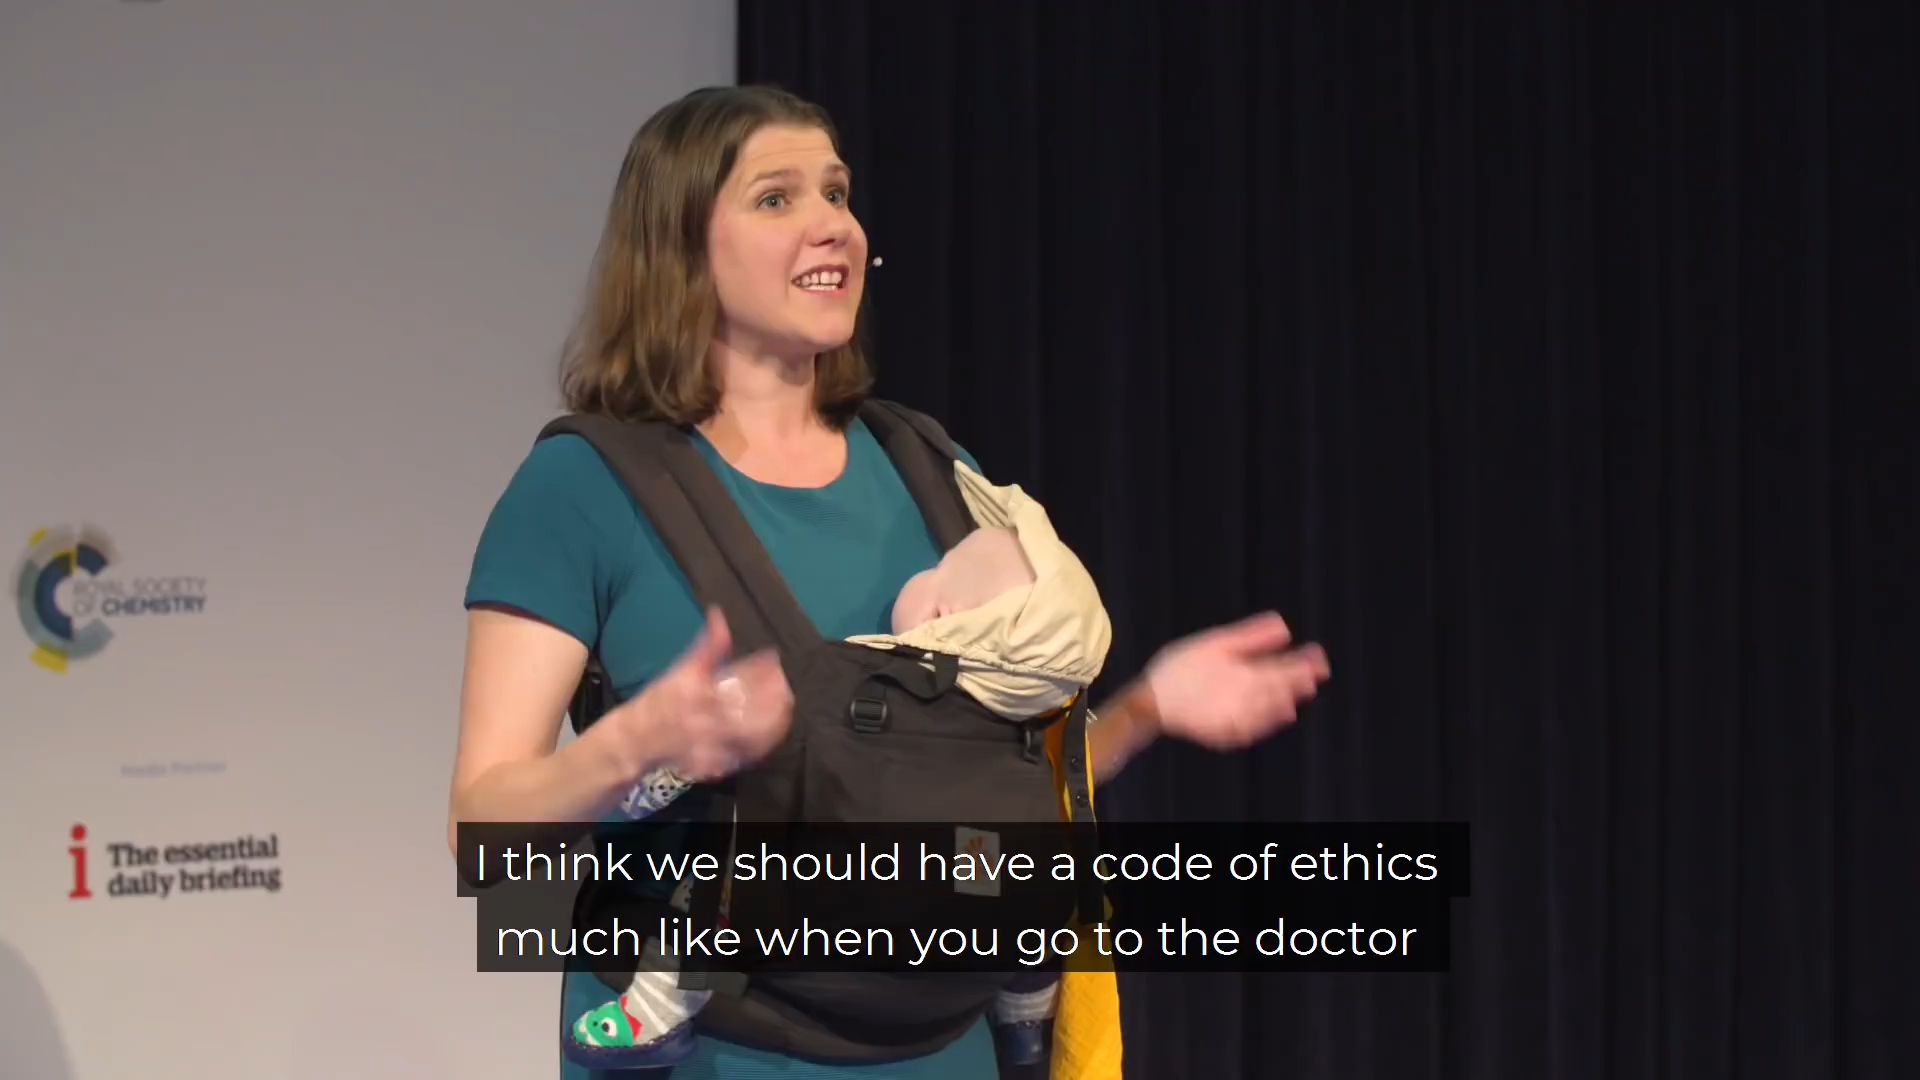 ROYAL SOCIETY
OF CHEMISTRY
Media Partner
i The essential
daily briefing
I think we should have a code of ethics
much like when you go to the doctor